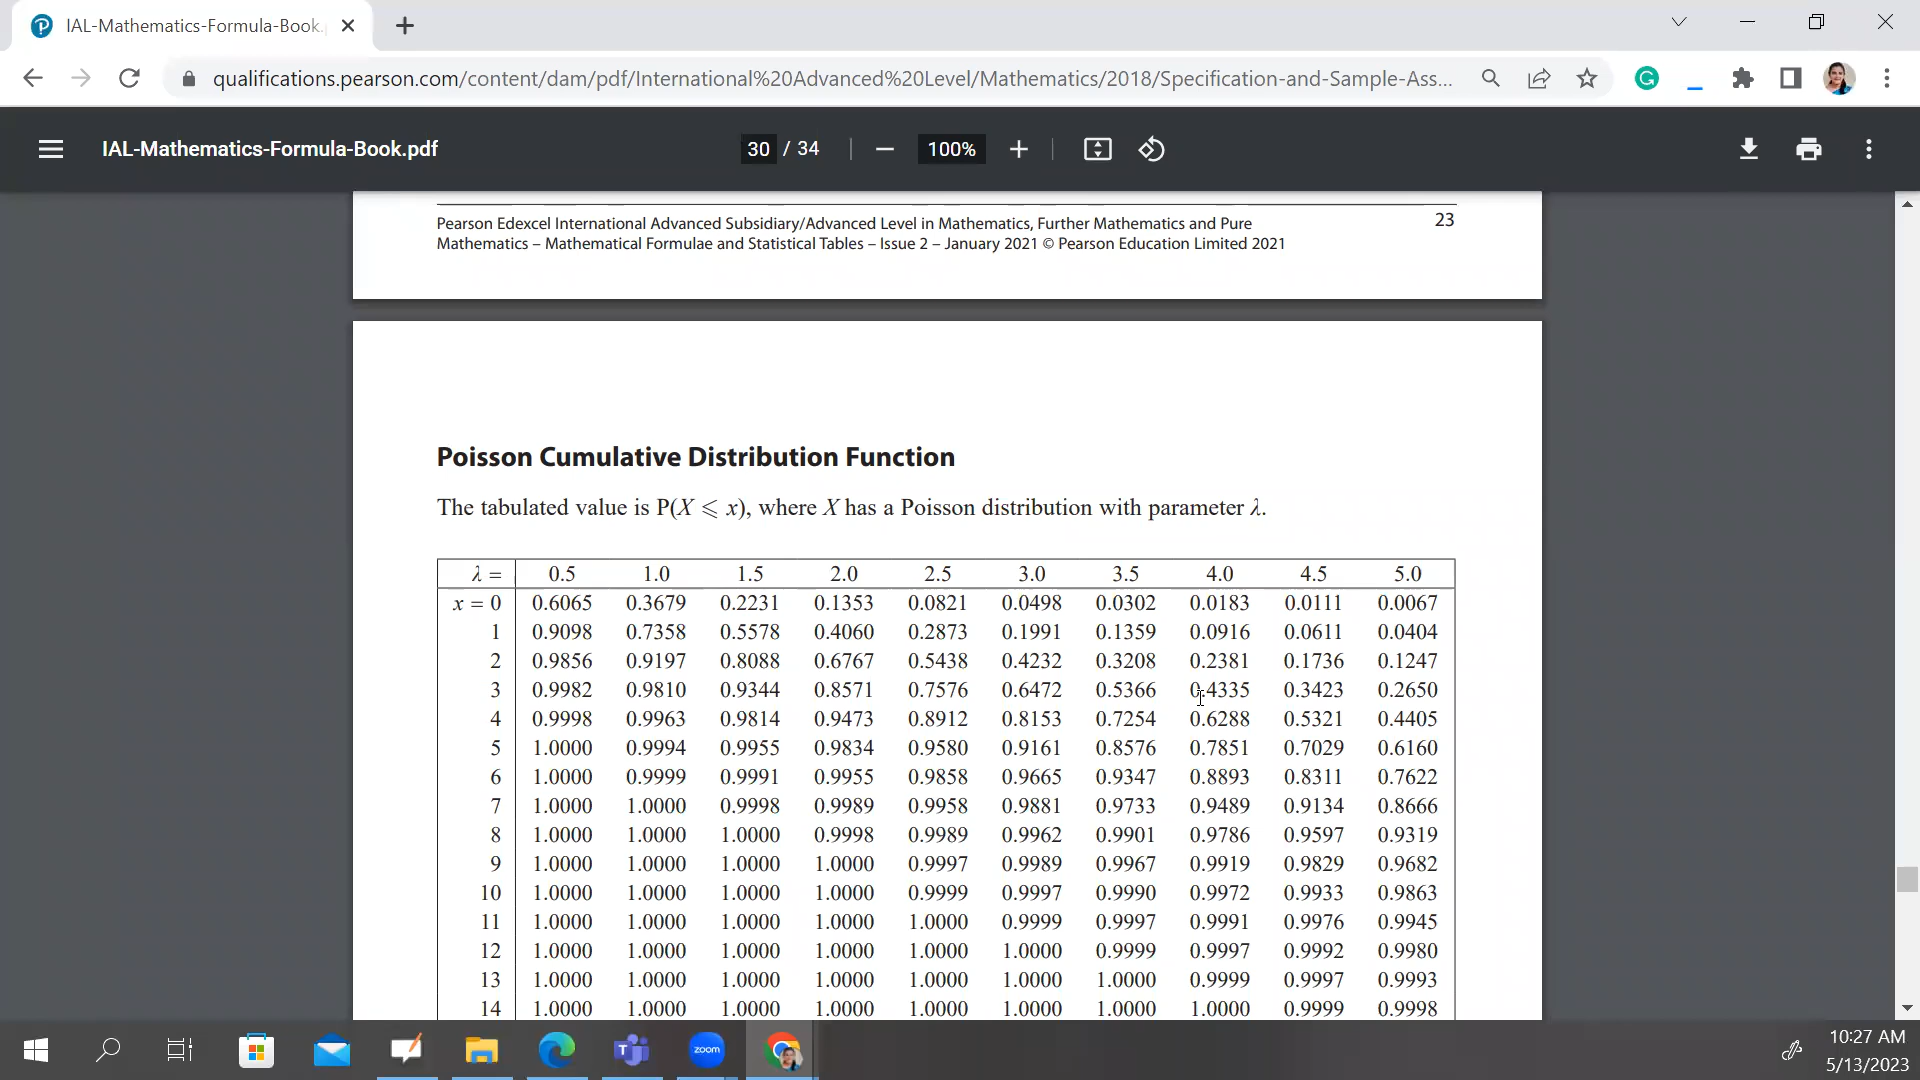 IAL-Mathematics-Formula-Book.
qualifications.pearson.com/content/dam/pdf/International%20Advanced%20Level/Mathematics/2018/Specification-and-Sample-Ass...
IAL-Mathematics-Formula-Book.pdf
30 / 34
100%
Pearson Edexcel International Advanced Subsidiary/Advanced Level in Mathematics, Further Mathematics and Pure 23
Mathematics – Mathematical Formulae and Statistical Tables – Issue 2 – January 2021 © Pearson Education Limited 2021
Poisson Cumulative Distribution Function
The tabulated value is P(X ⩽ x), where X has a Poisson distribution with parameter λ.
λ = 0.5 1.0 1.5 2.0 2.5 3.0 3.5 4.0 4.5 5.0
x = 0 0.6065 0.3679 0.2231 0.1353 0.0821 0.0498 0.0302 0.0183 0.0111 0.0067
1 0.9098 0.7358 0.5578 0.4060 0.2873 0.1991 0.1359 0.0916 0.0611 0.0404
2 0.9856 0.9197 0.8088 0.6767 0.5438 0.4232 0.3208 0.2381 0.1736 0.1247
3 0.9982 0.9810 0.9344 0.8571 0.7576 0.6472 0.5366 0.4335 0.3423 0.2650
4 0.9998 0.9963 0.9814 0.9473 0.8912 0.8153 0.7254 0.6288 0.5321 0.4405
5 1.0000 0.9994 0.9955 0.9834 0.9580 0.9161 0.8576 0.7851 0.7029 0.6160
6 1.0000 0.9999 0.9991 0.9955 0.9858 0.9665 0.9347 0.8893 0.8311 0.7622
7 1.0000 1.0000 0.9998 0.9989 0.9958 0.9881 0.9733 0.9489 0.9134 0.8666
8 1.0000 1.0000 1.0000 0.9998 0.9989 0.9962 0.9901 0.9786 0.9597 0.9319
9 1.0000 1.0000 1.0000 1.0000 0.9997 0.9989 0.9967 0.9919 0.9829 0.9682
10 1.0000 1.0000 1.0000 1.0000 0.9999 0.9997 0.9990 0.9972 0.9933 0.9863
11 1.0000 1.0000 1.0000 1.0000 1.0000 0.9999 0.9997 0.9991 0.9976 0.9945
12 1.0000 1.0000 1.0000 1.0000 1.0000 1.0000 0.9999 0.9997 0.9992 0.9980
13 1.0000 1.0000 1.0000 1.0000 1.0000 1.0000 1.0000 0.9999 0.9997 0.9993
14 1.0000 1.0000 1.0000 1.0000 1.0000 1.0000 1.0000 1.0000 0.9999 0.9998
zoom
10:27 AM
5/13/2023